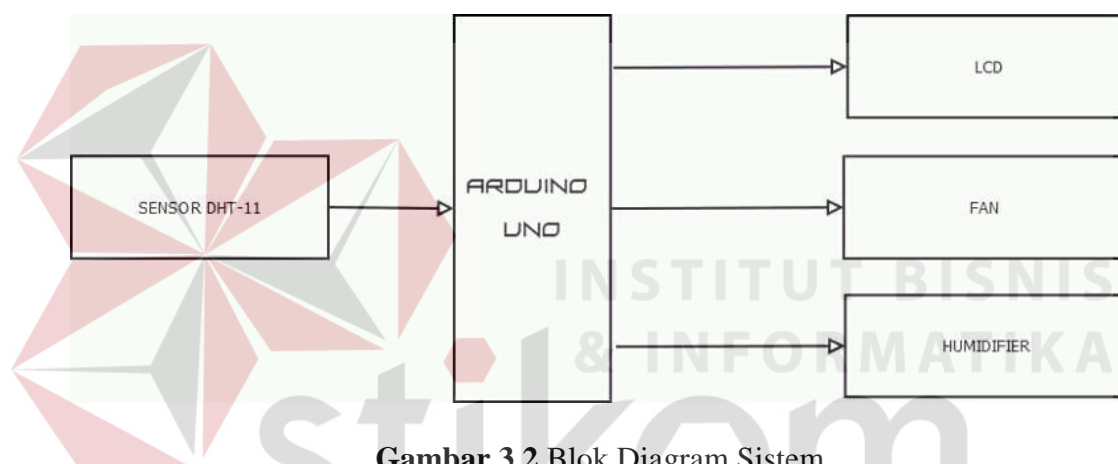 LCD
SENSOR DHT-11
ARDUINO
UNO
FAN
INSTITUT BISNIS
& INFORMATIKA
HUMIDIFIER
stikom
Gambar 3.2 Blok Diagram Sistem